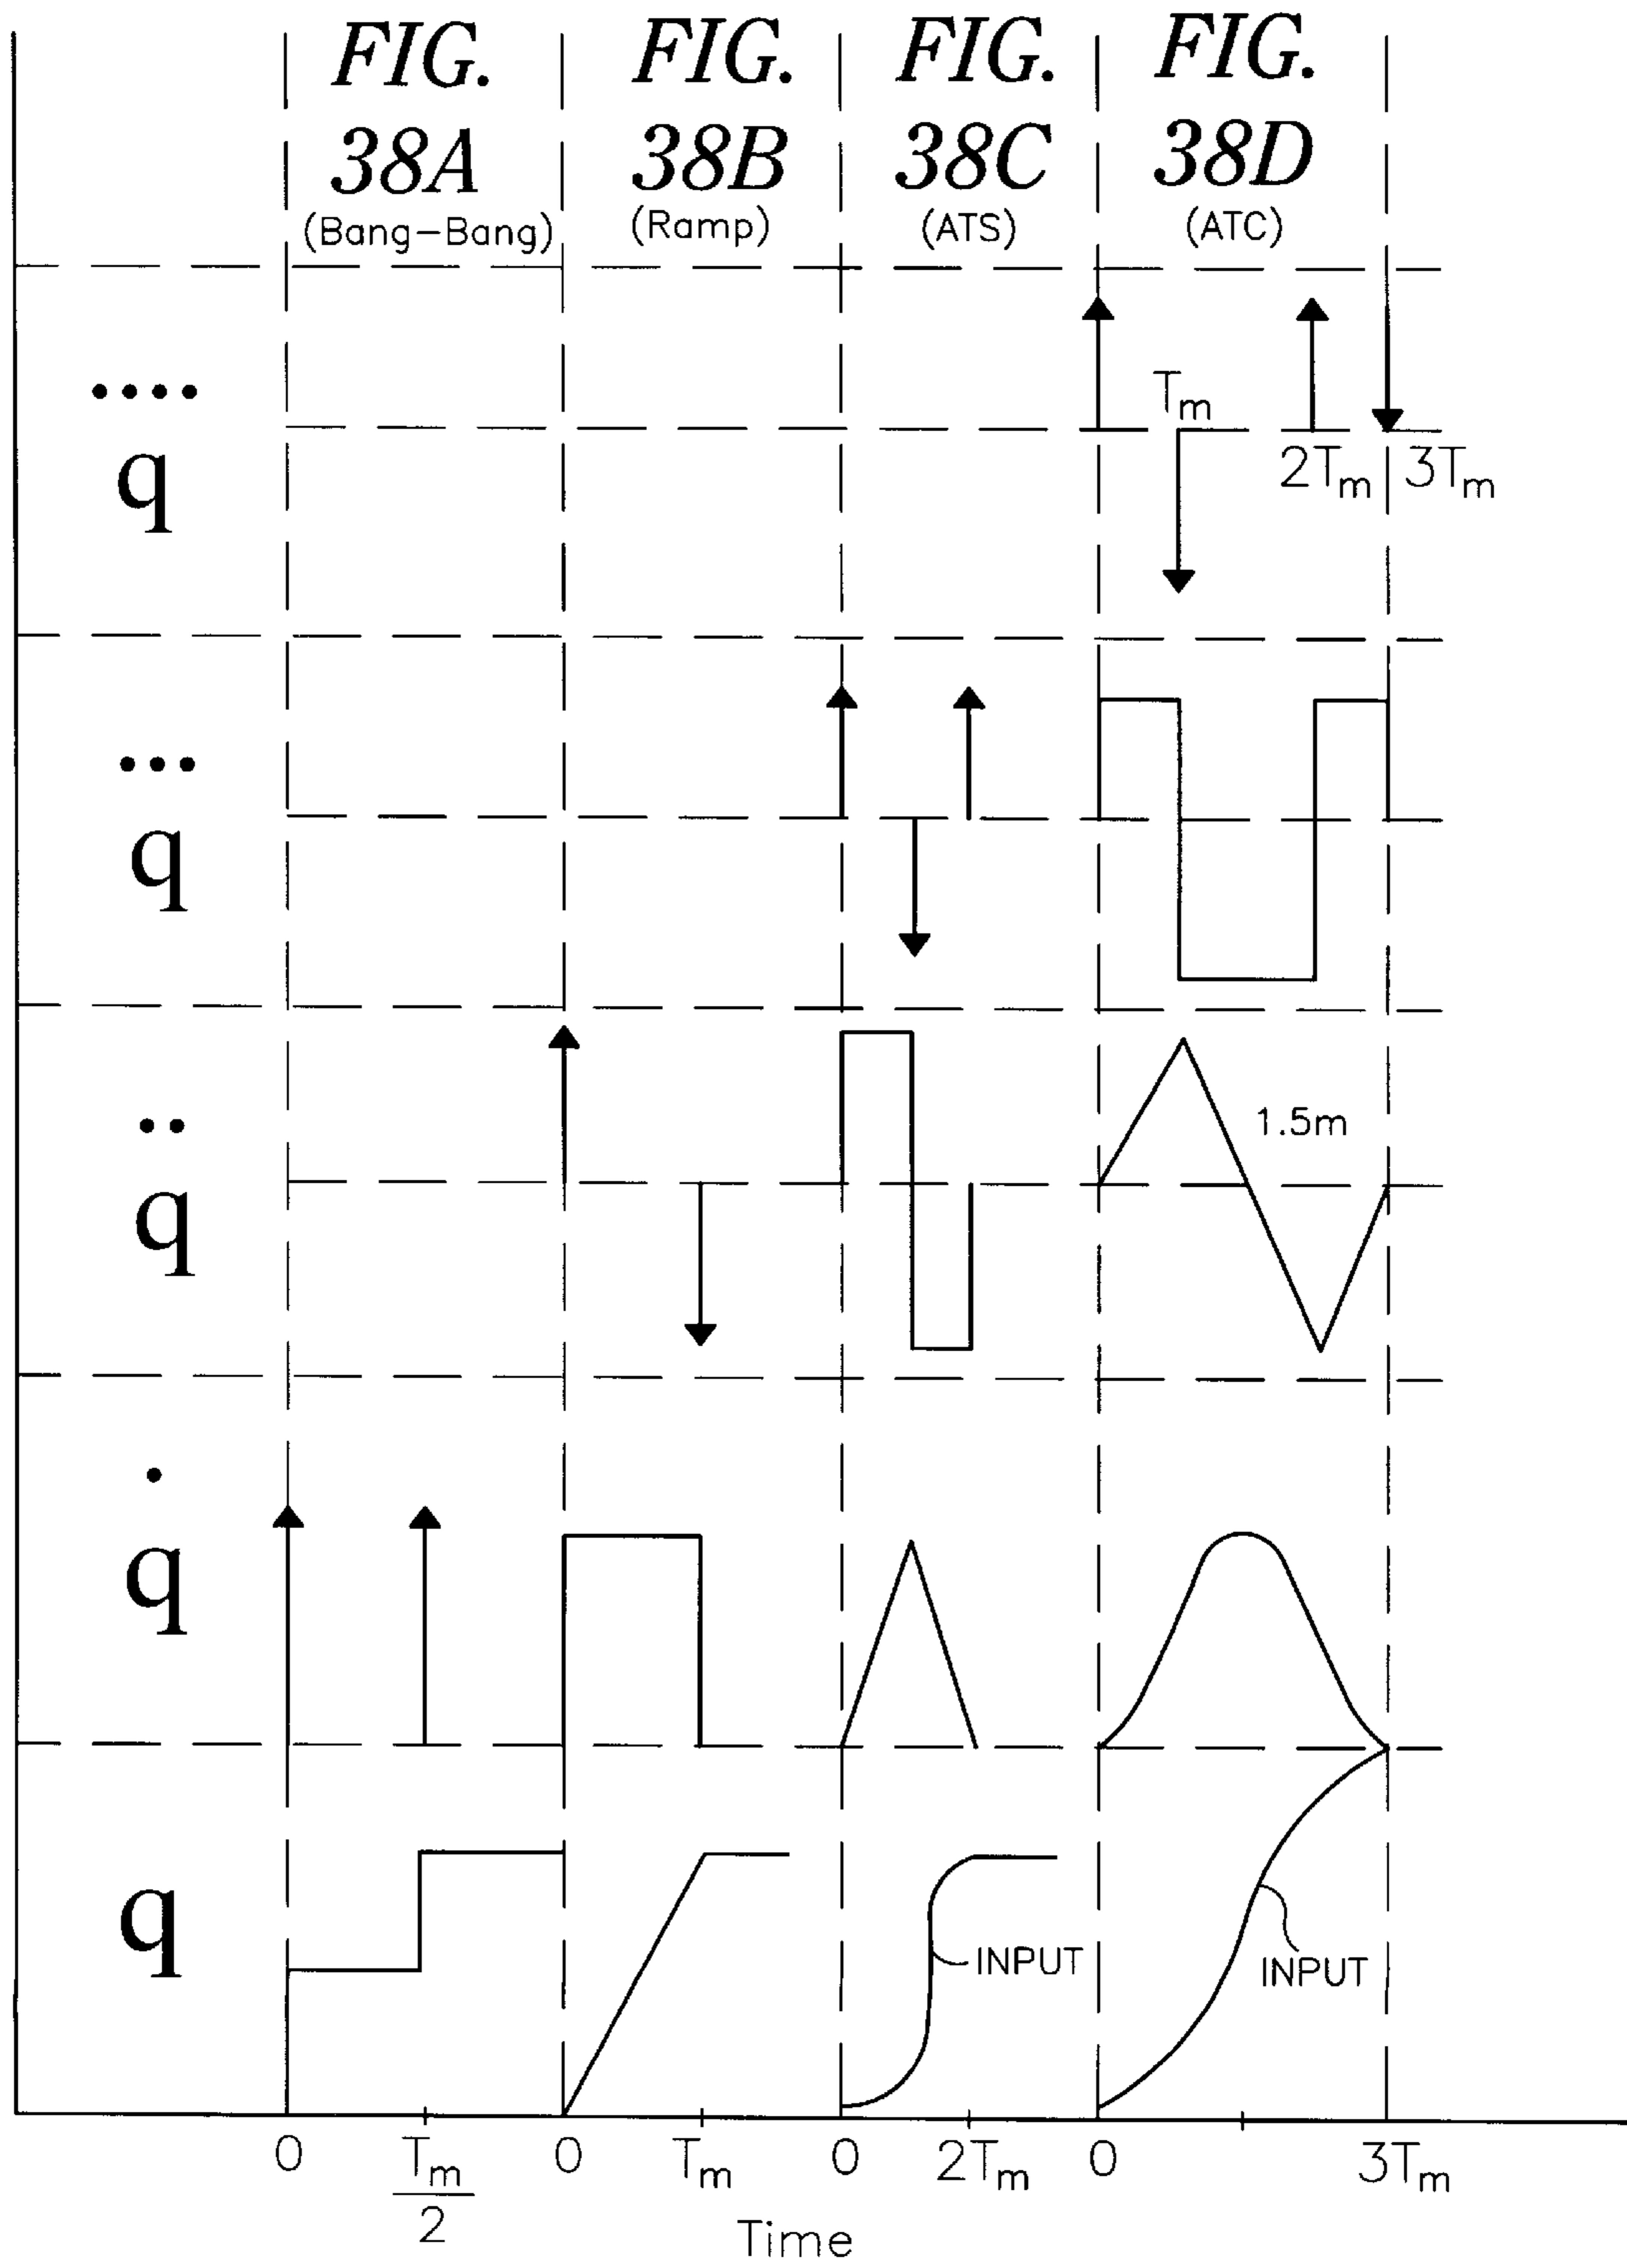 FIG. 38A
(Bang-Bang)
FIG. 38B
(Ramp)
FIG. 38C
(ATS)
FIG. 38D
(ATC)
....
q
Tm
2Tm
3Tm
...
q
..
q
1.5m
.
q
q
INPUT
INPUT
0
Tm
2
0
Tm
0
2Tm
0
3Tm
Time